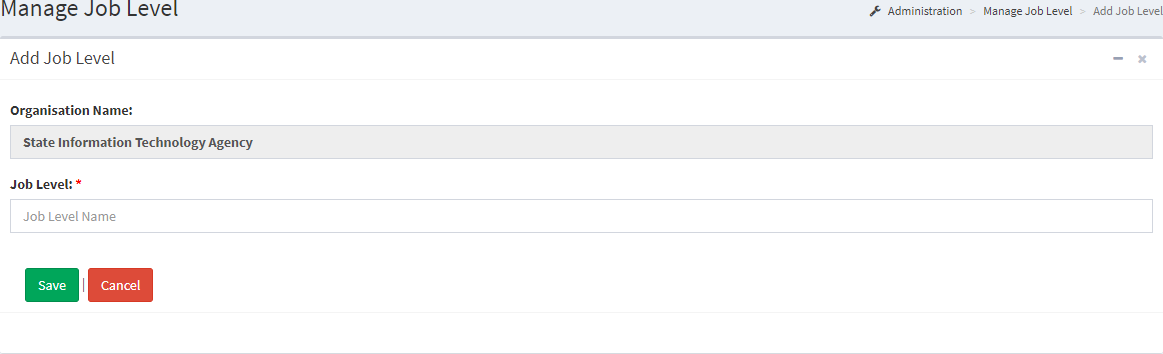 Manage Job Level
Administration > Manage Job Level > Add Job Level
Add Job Level
Organisation Name:
State Information Technology Agency
Job Level: *
Job Level Name
Save | Cancel